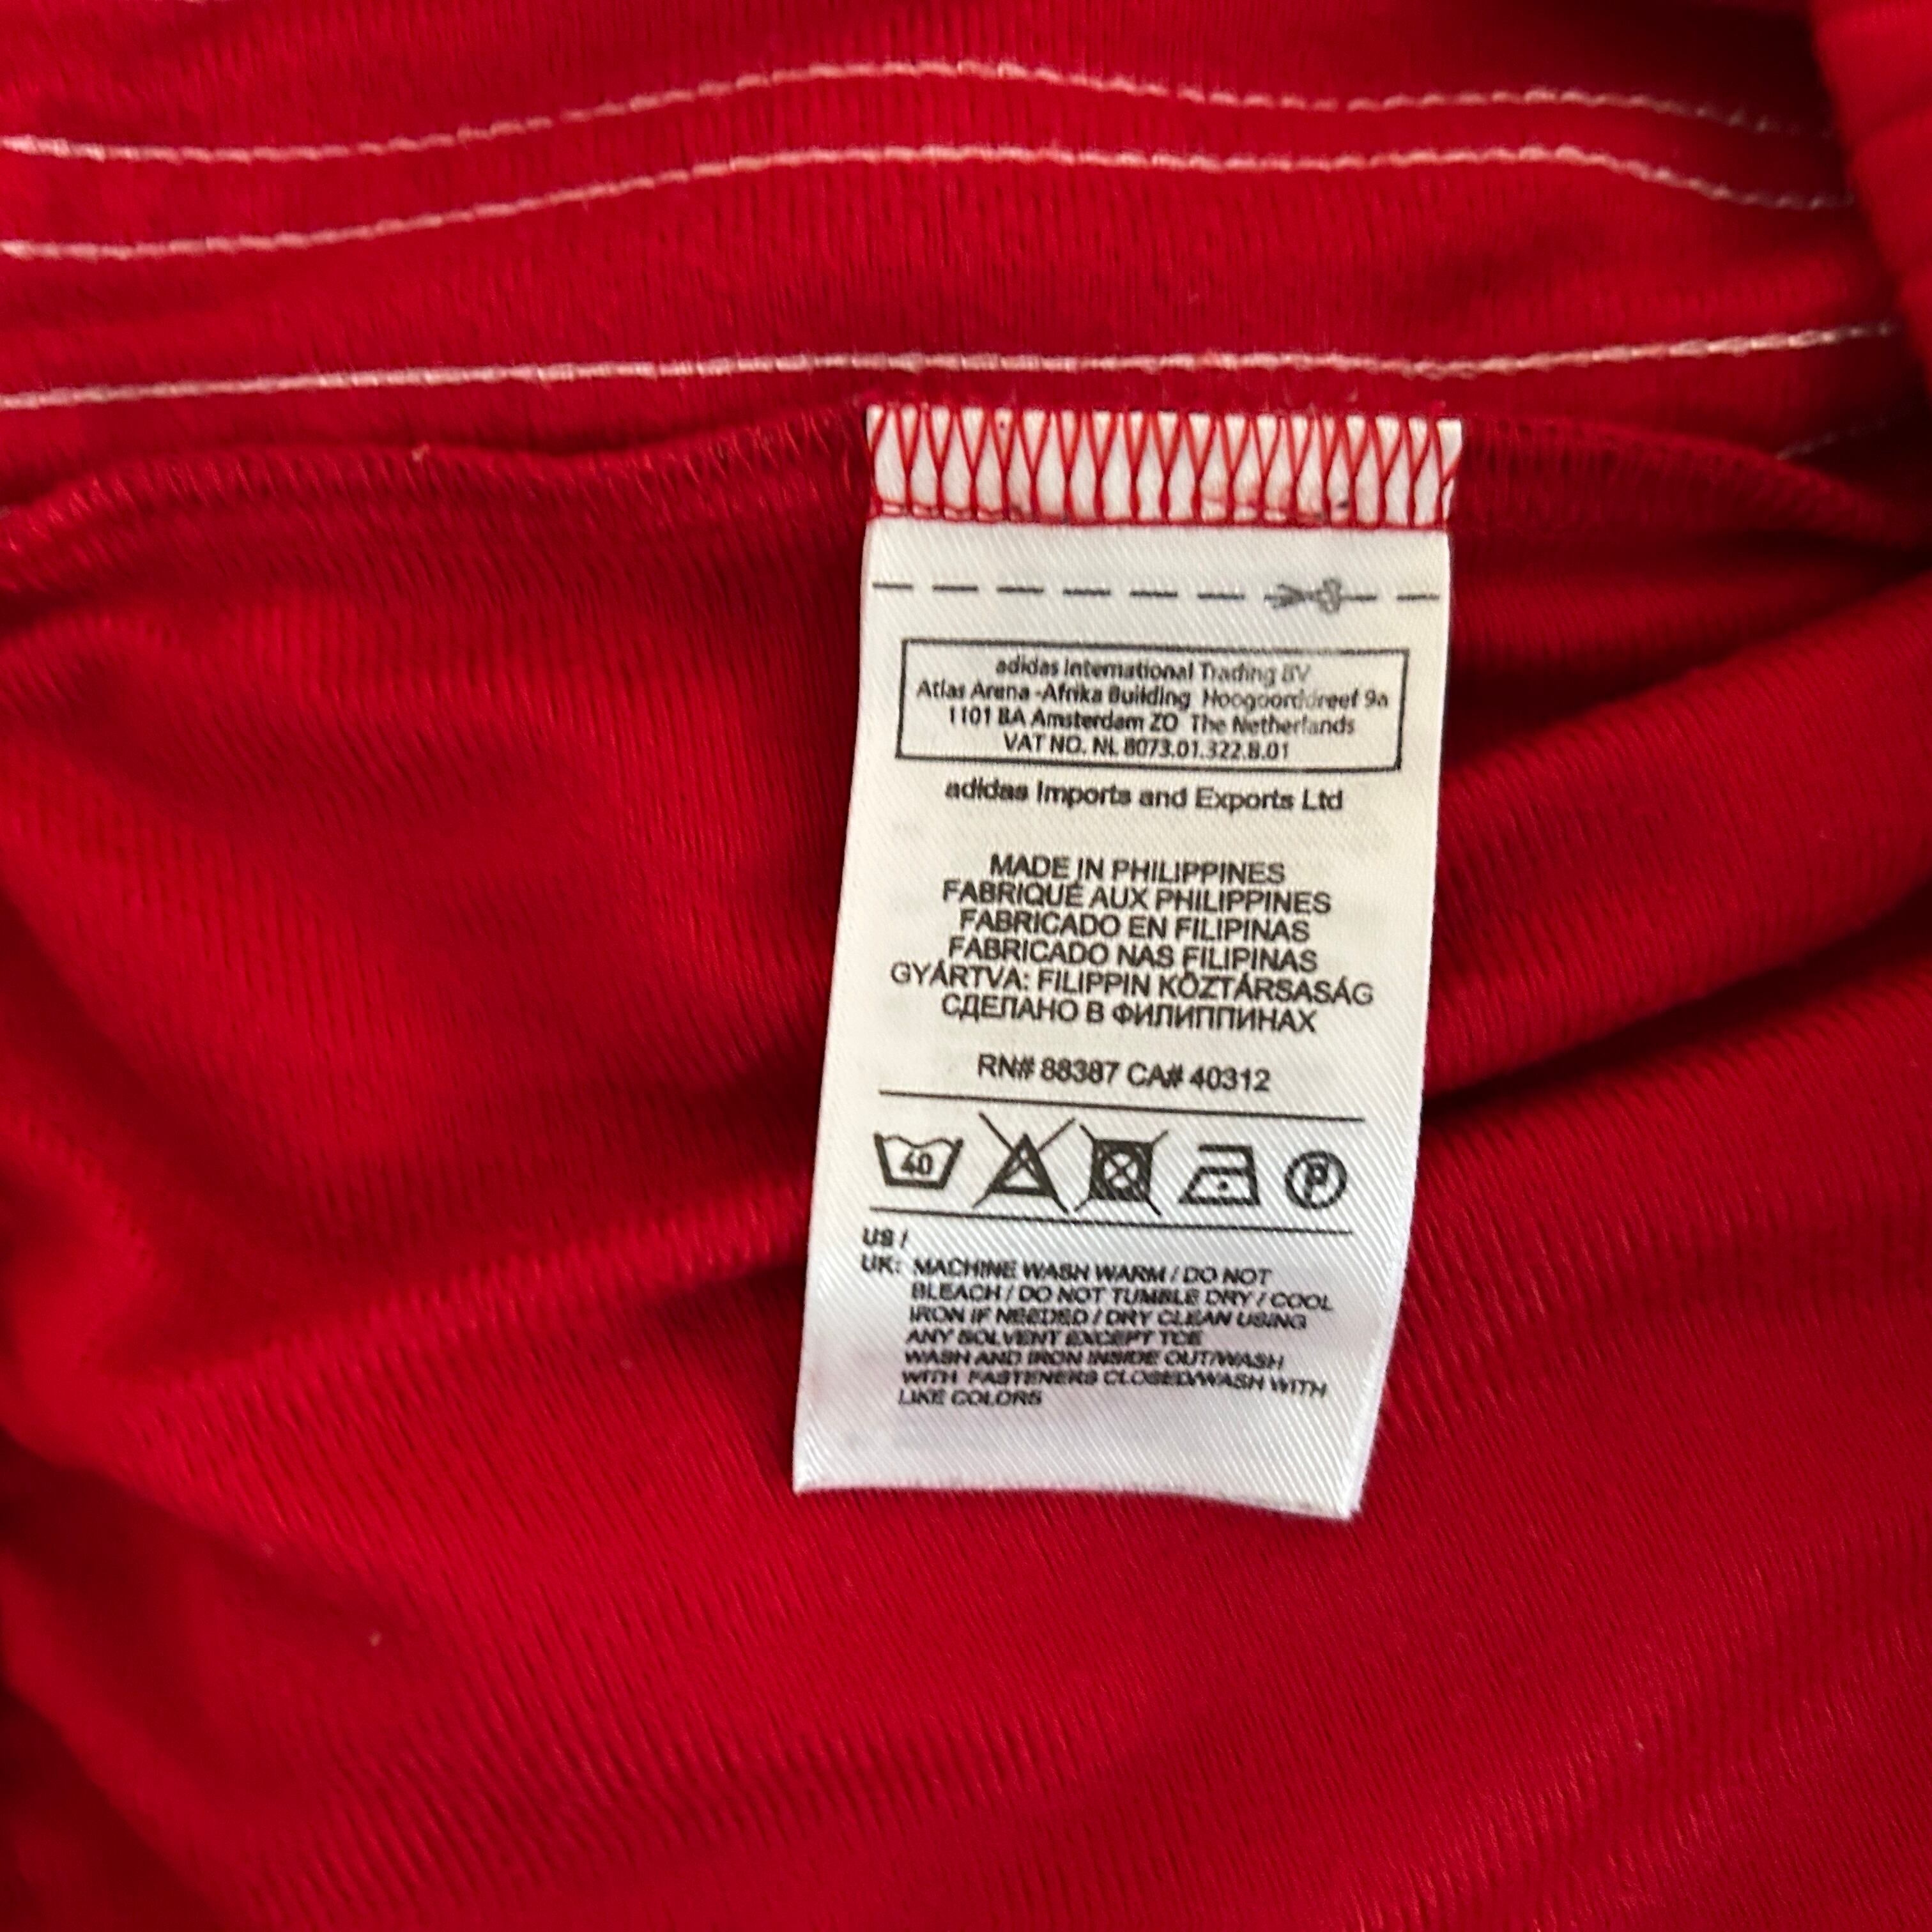 adidas International Trading BV
Atlas Arena -Afrika Building Hoogoorddreef 9a
1101 BA Amsterdam ZO The Netherlands
VAT NO. NL 8073.01.322.B.01
adidas Imports and Exports Ltd
MADE IN PHILIPPINES
FABRIQUÉ AUX PHILIPPINES
FABRICADO EN FILIPINAS
FABRICADO NAS FILIPINAS
GYÁRTVA: FILIPPIN KÖZTÁRSASÁG
СДЕЛАНО В ФИЛИППИНАХ
RN# 88387 CA# 40312
40 P
US /
UK: MACHINE WASH WARM / DO NOT
BLEACH / DO NOT TUMBLE DRY / COOL
IRON IF NEEDED / DRY CLEAN USING
ANY SOLVENT EXCEPT TCE
WASH AND IRON INSIDE OUT/WASH
WITH FASTENERS CLOSED/WASH WITH
LIKE COLORS